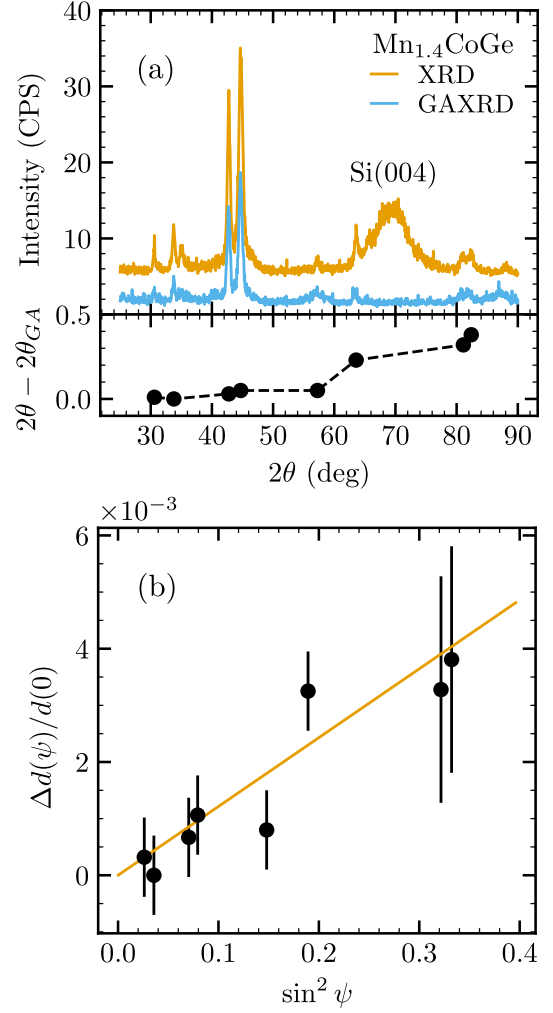 40
30
20
10
Intensity (CPS)
(a)
Mn₁.₄CoGe
XRD
GAXRD
Si(004)
0.5
0.0
2θ − 2θ_GA
30 40 50 60 70 80 90
2θ (deg)
×10⁻³
6
4
2
0
Δd(ψ)/d(0)
(b)
0.0 0.1 0.2 0.3 0.4
sin² ψ